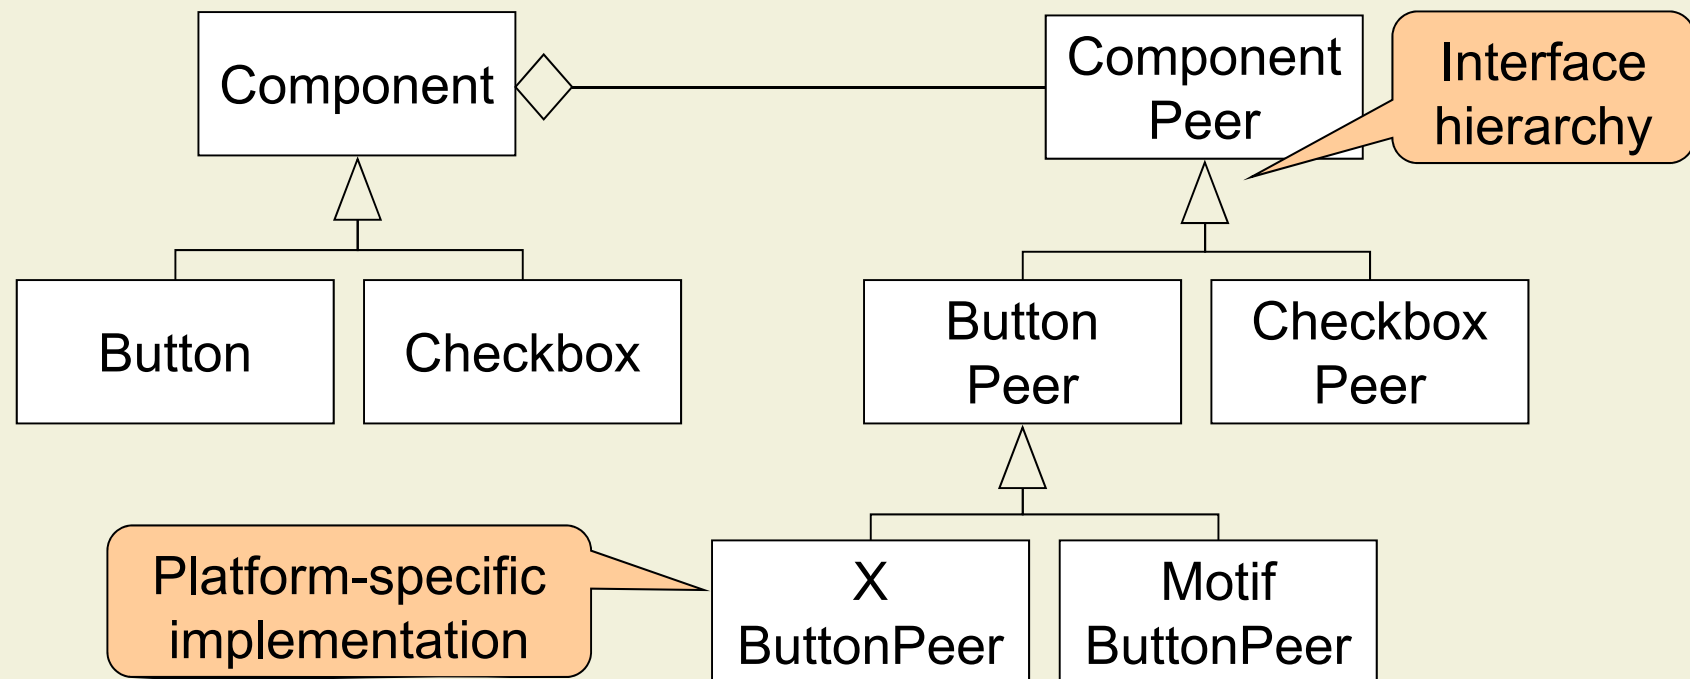 Component
Component
Peer
Interface
hierarchy
Button
Checkbox
Button
Peer
Checkbox
Peer
Platform-specific
implementation
X
ButtonPeer
Motif
ButtonPeer